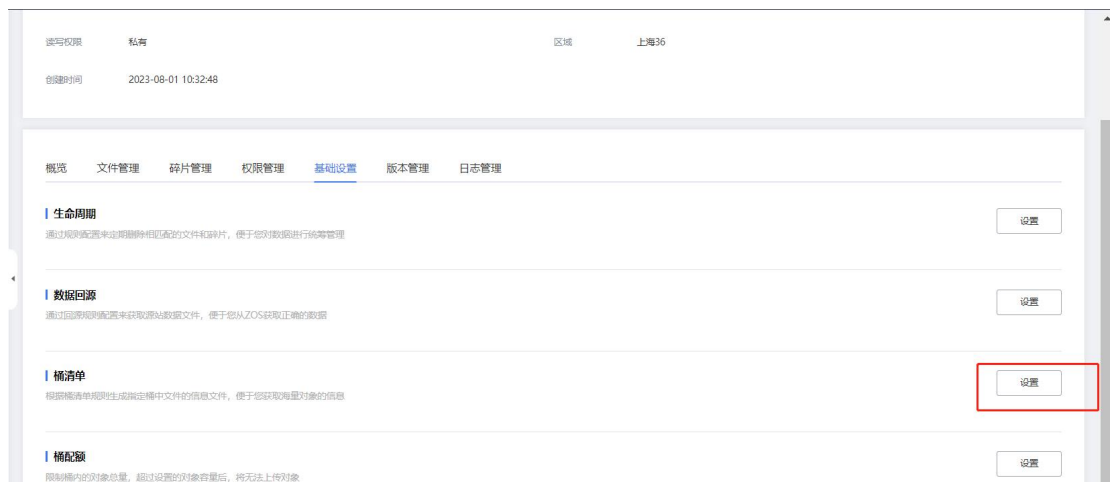 读写权限 私有 区域 上海36
创建时间 2023-08-01 10:32:48
概览 文件管理 碎片管理 权限管理 基础设置 版本管理 日志管理
生命周期
设置
通过规则配置来定期删除相匹配的文件和碎片，便于您对数据进行统筹管理
数据回源
设置
通过回源规则配置来获取源站数据文件，便于您从ZOS获取正确的数据
桶清单
设置
根据桶清单规则生成指定桶中文件的信息文件，便于您获取海量对象的信息
桶配额
设置
限制桶内的对象总量，超过设置的对象容量后，将无法上传对象